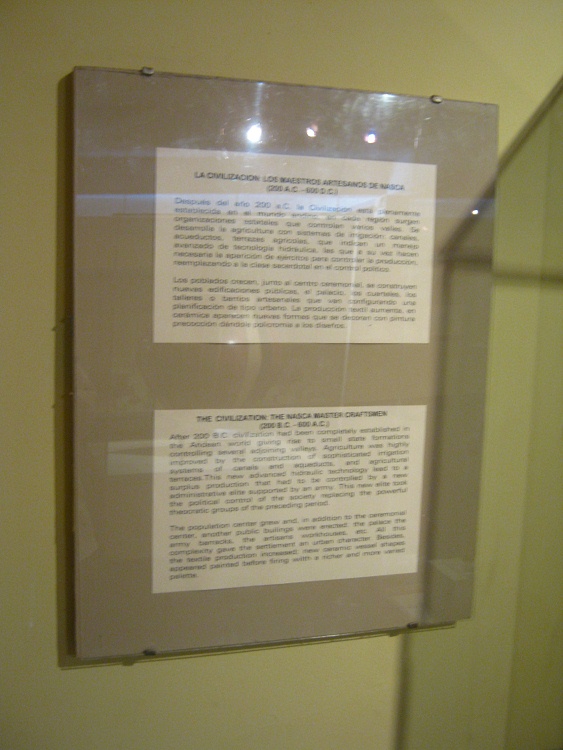 LA CIVILIZACION: LOS MAESTROS ARTESANOS DE NASCA
(200 A.C. - 600 D.C.)
Después del año 200 a.C. la Civilización está plenamente
establecida en el mundo andino, en cada región surgen
organizaciones estatales que controlan varios valles. Se
desarrolla la agricultura con sistemas de irrigación: canales,
acueductos, terrazas agrícolas, que indican un manejo
avanzado de tecnología hidráulica, les que a su vez hacen
necesaria la aparición de ejércitos para controlar la producción,
reemplazando a la clase sacerdotal en el control político.
Los poblados crecen, junto al centro ceremonial, se construyen
nuevas edificaciones públicas, el palacio, los cuarteles, los
talleres o barrios artesanales que van configurando una
planificación de tipo urbano. La producción textil aumenta, en
cerámica aparecen nuevas formas que se decoran con pintura
precocción dándole policromía a los diseños.
THE CIVILIZATION: THE NASCA MASTER CRAFTSMEN
(200 B.C. - 600 A.C.)
After 200 B.C. civilization had been completely established in
the Andean world giving rise to small state formations
controlling several adjoining valleys. Agriculture was highly
improved by the construction of sophisticated irrigation
systems of canals and aqueducts, and agricultural
terraces. This new advanced hidraulic technology lead to a
surplus production that had to be controlled by a new
administrative elite supported by an army. This new elite took
the political control of the society replacing the powerful
theocratic groups of the preceding period.
The population center grew and, in addition to the ceremonial
center, another public builings were erected: the palace the
army barracks, the artisans workhouses, etc. All this
complexity gave the settlement an urban character. Besides,
the textile production increased; new ceramic vessel shapes
appeared painted before firing with a richer and more varied
palette.